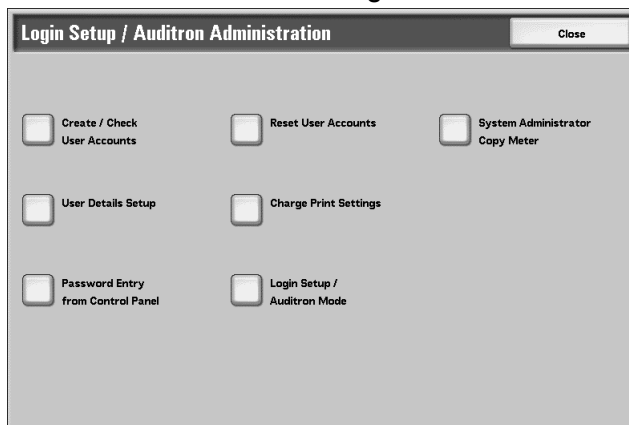 Login Setup / Auditron Administration
Close
Create / Check
User Accounts
Reset User Accounts
System Administrator
Copy Meter
User Details Setup
Charge Print Settings
Password Entry
from Control Panel
Login Setup /
Auditron Mode